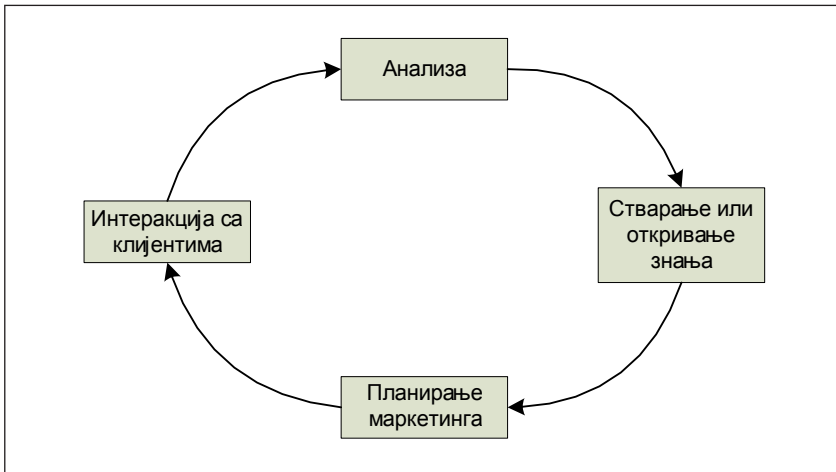 Анализа
Стварање или
откривање
знања
Планирање
маркетинга
Интеракција са
клијентима